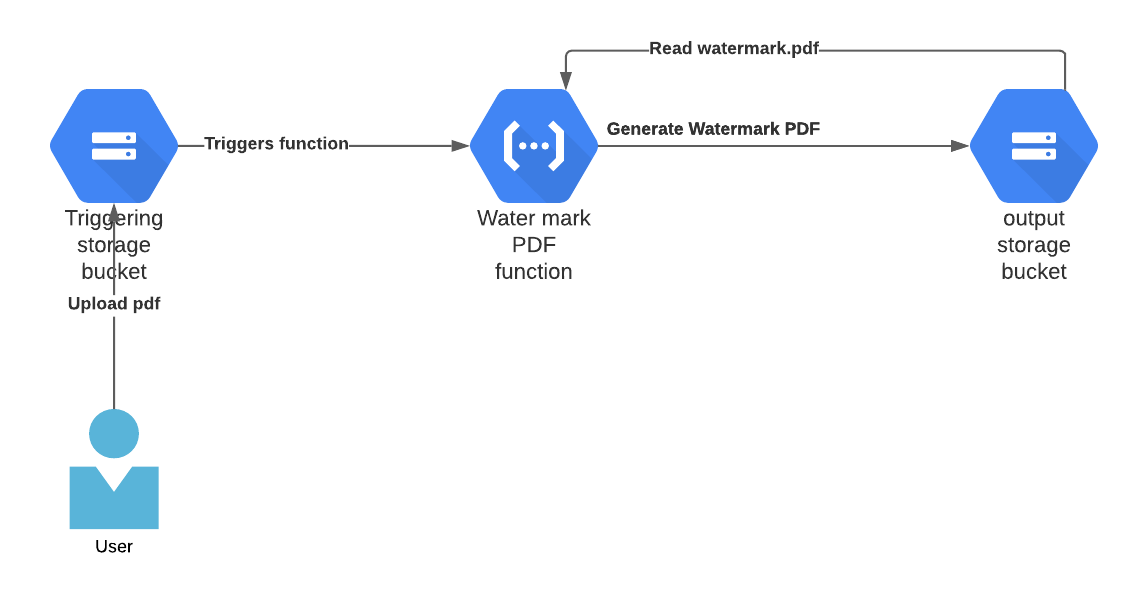 Read watermark.pdf
Triggers function
Generate Watermark PDF
Triggering
storage
bucket
Water mark
PDF
function
output
storage
bucket
Upload pdf
User